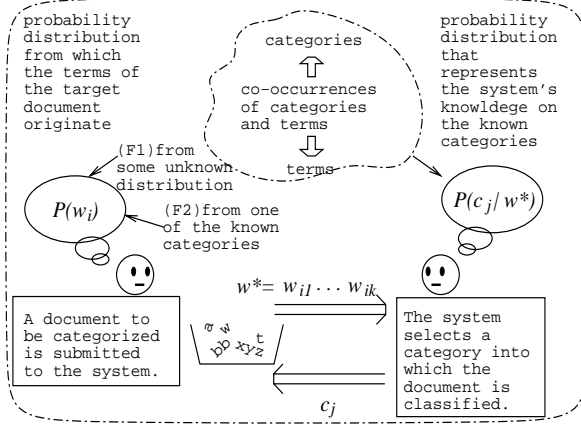 probability
distribution
from which
the terms of
the target
document
originate
categories
co-occurrences
of categories
and terms
terms
probability
distribution
that
represents
the system's
knowldege on
the known
categories
(F1)from
some unknown
distribution
P(w_i)
(F2)from one
of the known
categories
P(c_j/w*)
w*= w_i1 ··· w_ik
A document to
be categorized
is submitted
to the system.
a w t
bb xyz
The system
selects a
category into
which the
document is
classified.
c_j